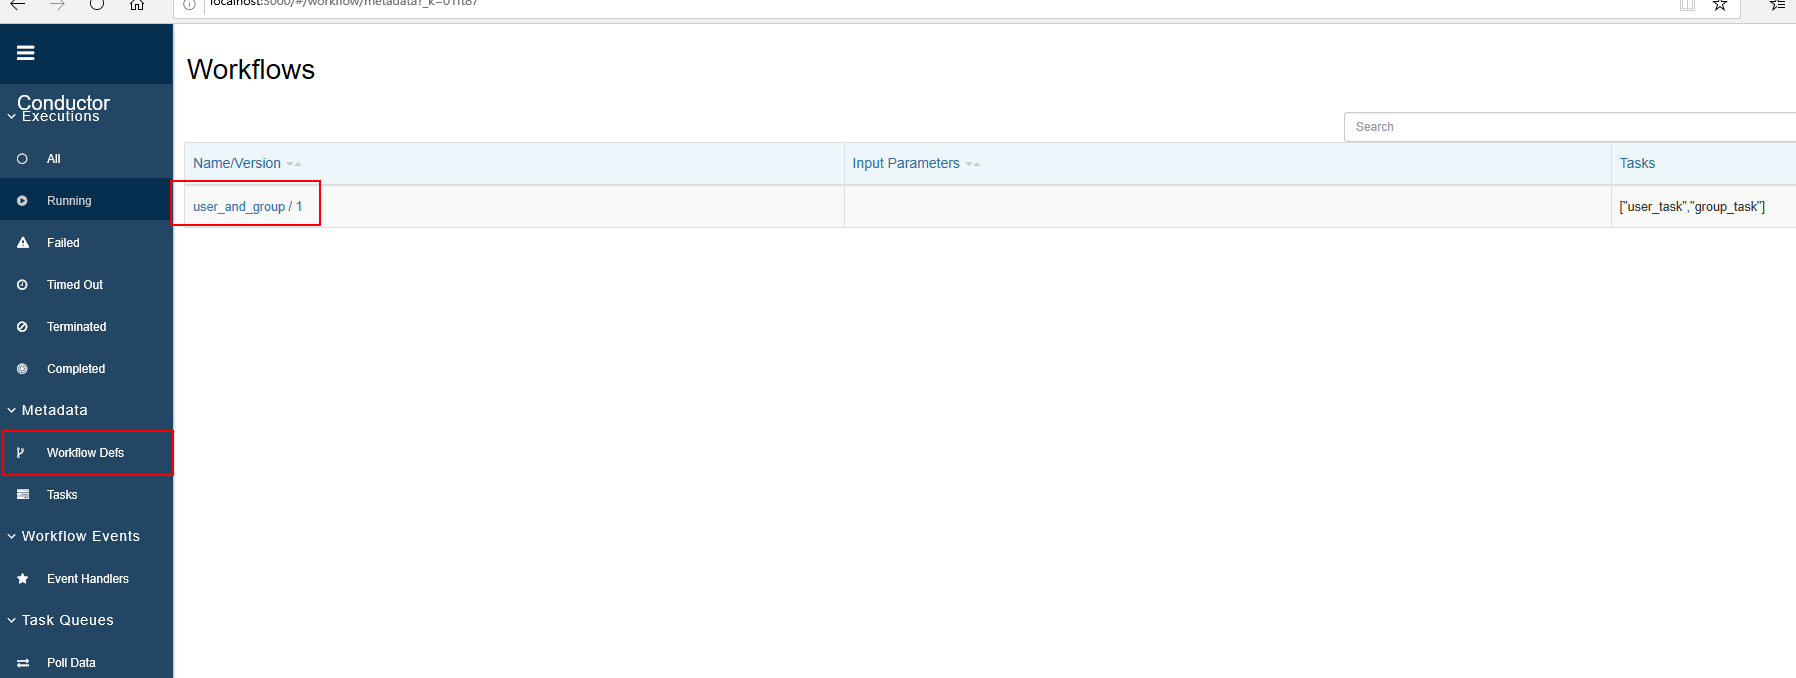 localhost:5000/#/workflow/metadata?_k=
Workflows
Conductor
Executions
All
Running
Failed
Timed Out
Terminated
Completed
Metadata
Workflow Defs
Tasks
Workflow Events
Event Handlers
Task Queues
Poll Data
Search
Name/Version Input Parameters Tasks
user_and_group / 1 ["user_task","group_task"]